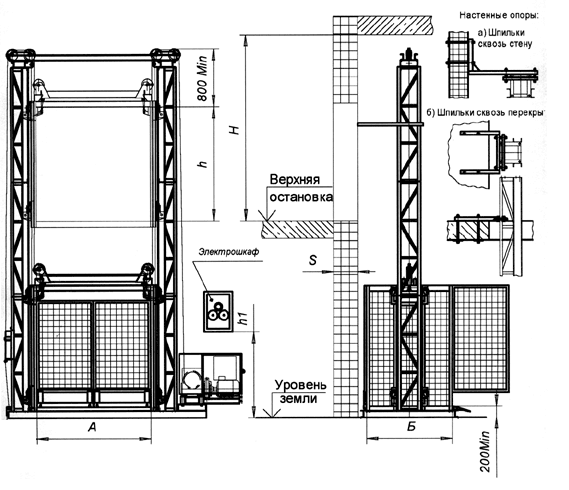 Настенные опоры:
а) Шпильки
сквозь стену
800 Min
H
h
б) Шпильки сквозь перекры
Верхняя
остановка
Электрошкаф
S
h1
Уровень
земли
А
Б
200Min